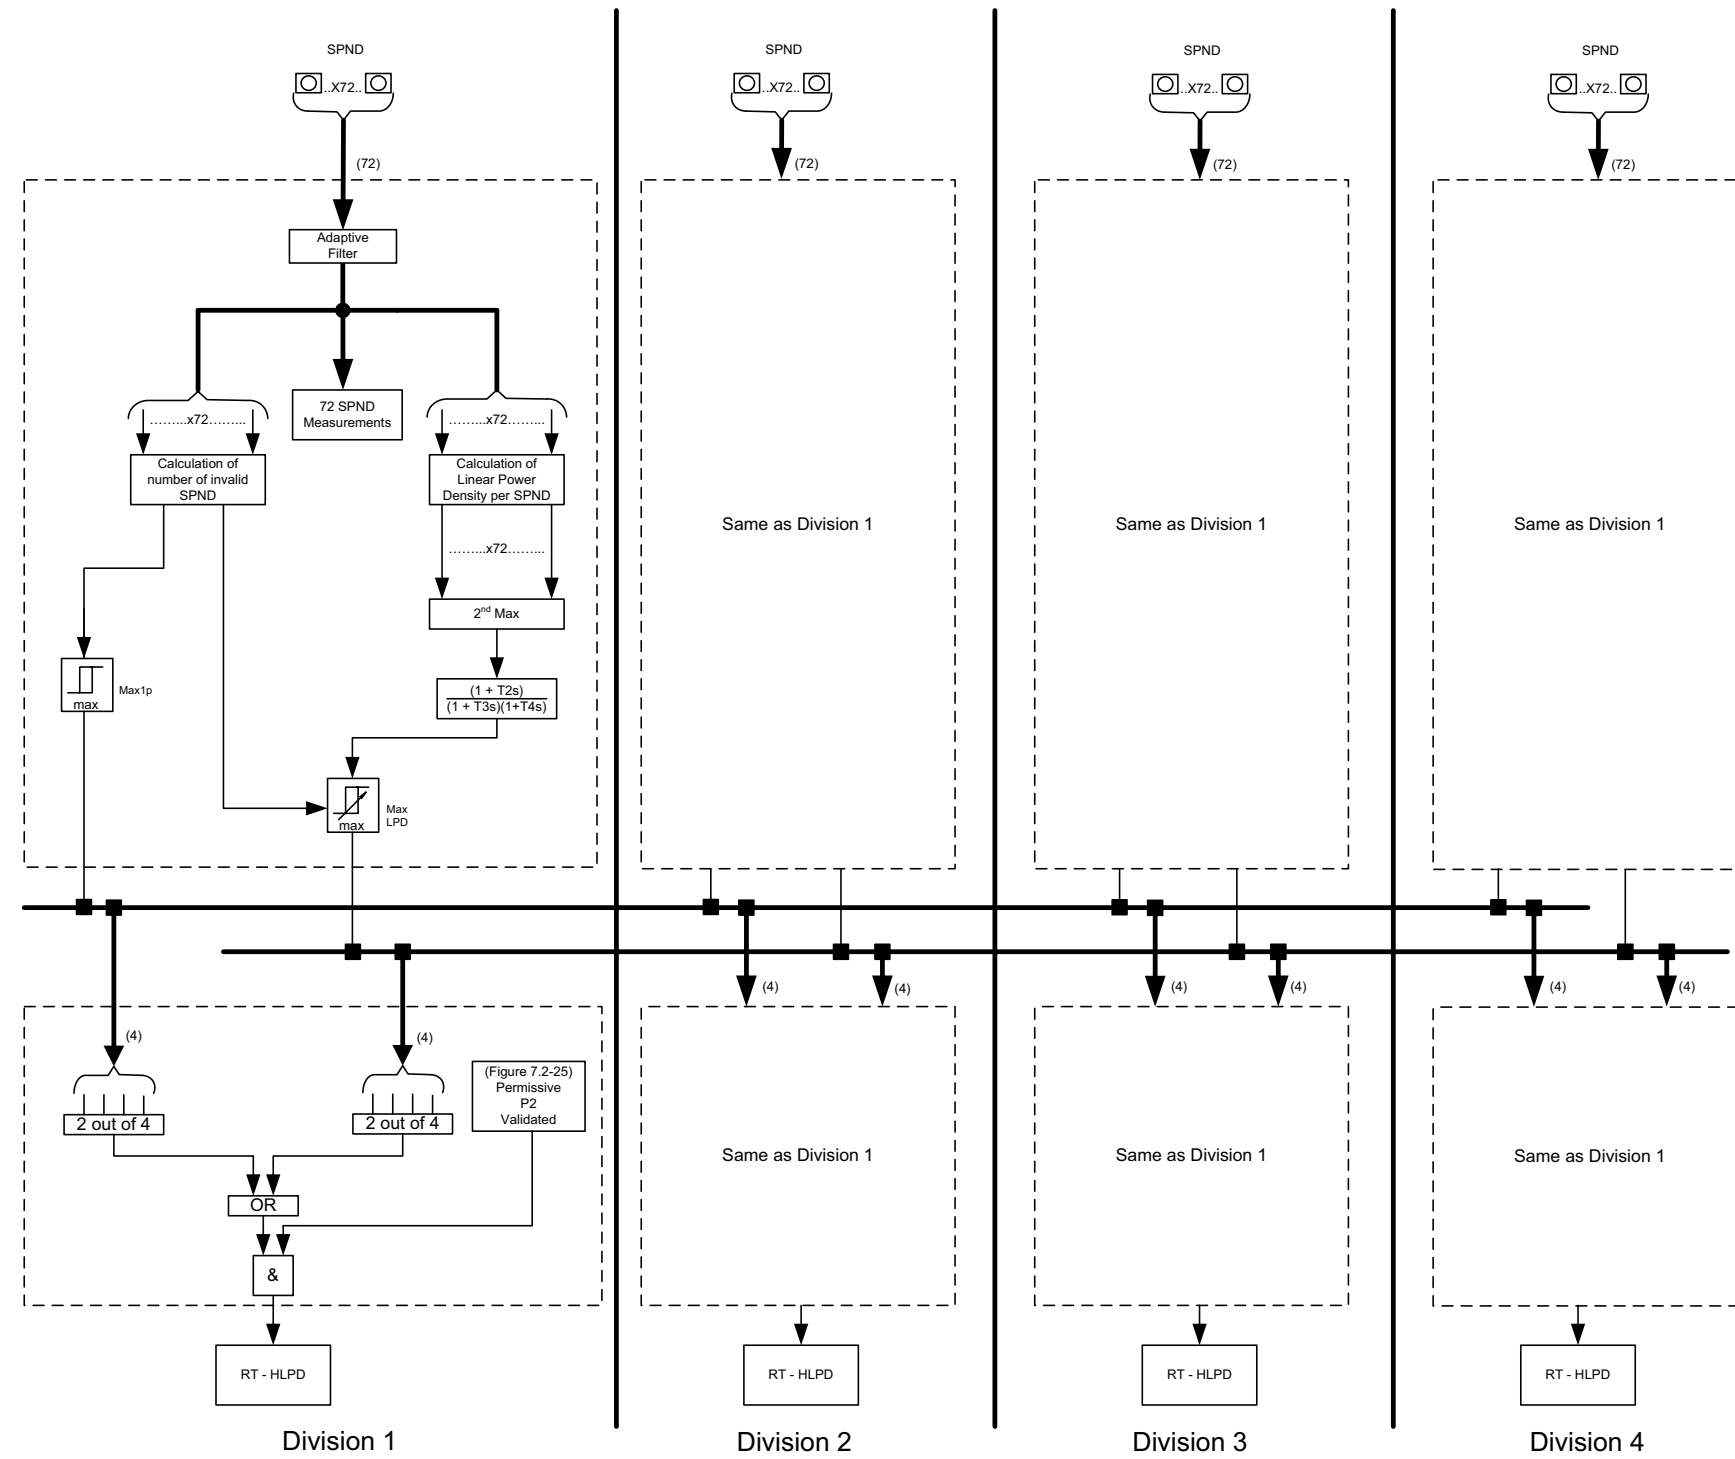 SPND
SPND
SPND
SPND
..X72..
..X72..
..X72..
..X72..
(72)
(72)
(72)
(72)
Adaptive
Filter
72 SPND
Measurements
.........x72.........
.........x72.........
Calculation of
number of invalid
SPND
Calculation of
Linear Power
Density per SPND
.........x72.........
2nd Max
Max1p
max
(1 + T2s)
(1 + T3s)(1+T4s)
Max
LPD
max
Same as Division 1
Same as Division 1
Same as Division 1
(4)
(4)
(4)
(4)
(4)
(4)
(4)
(4)
2 out of 4
2 out of 4
(Figure 7.2-25)
Permissive
P2
Validated
OR
&
Same as Division 1
Same as Division 1
Same as Division 1
RT - HLPD
RT - HLPD
RT - HLPD
RT - HLPD
Division 1
Division 2
Division 3
Division 4